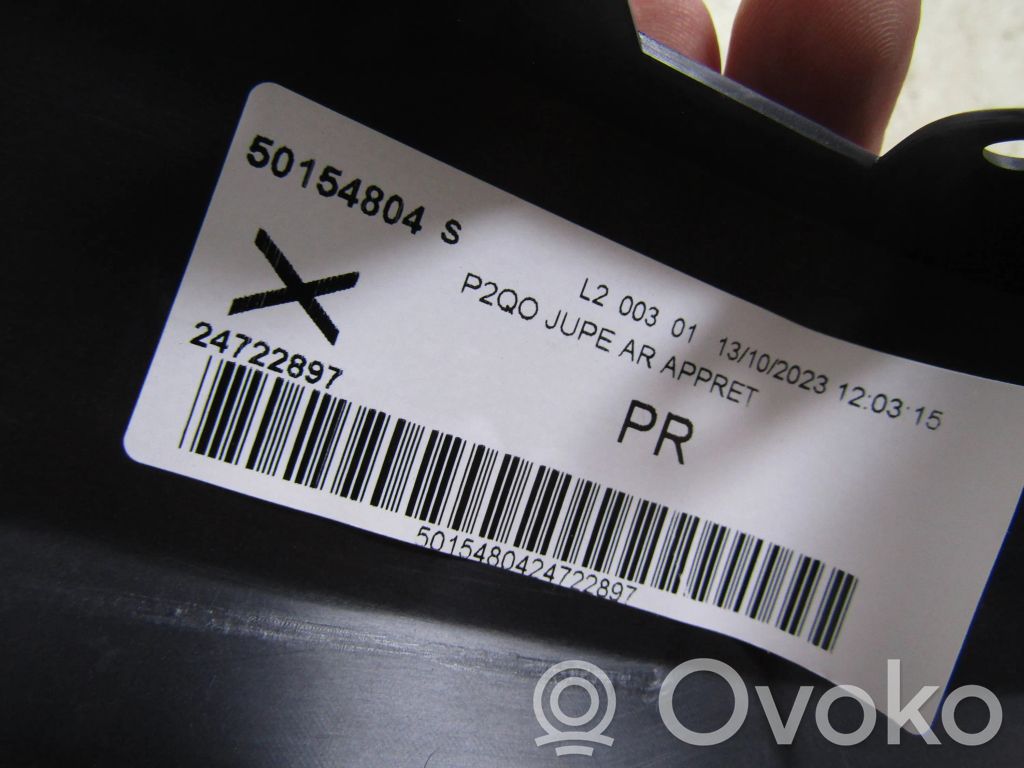 50154804 S
L2 003 01 13/10/2023 12:03:15
P2QO JUPE AR APPRET
X
24722897
PR
5015480424722897
Ovoko